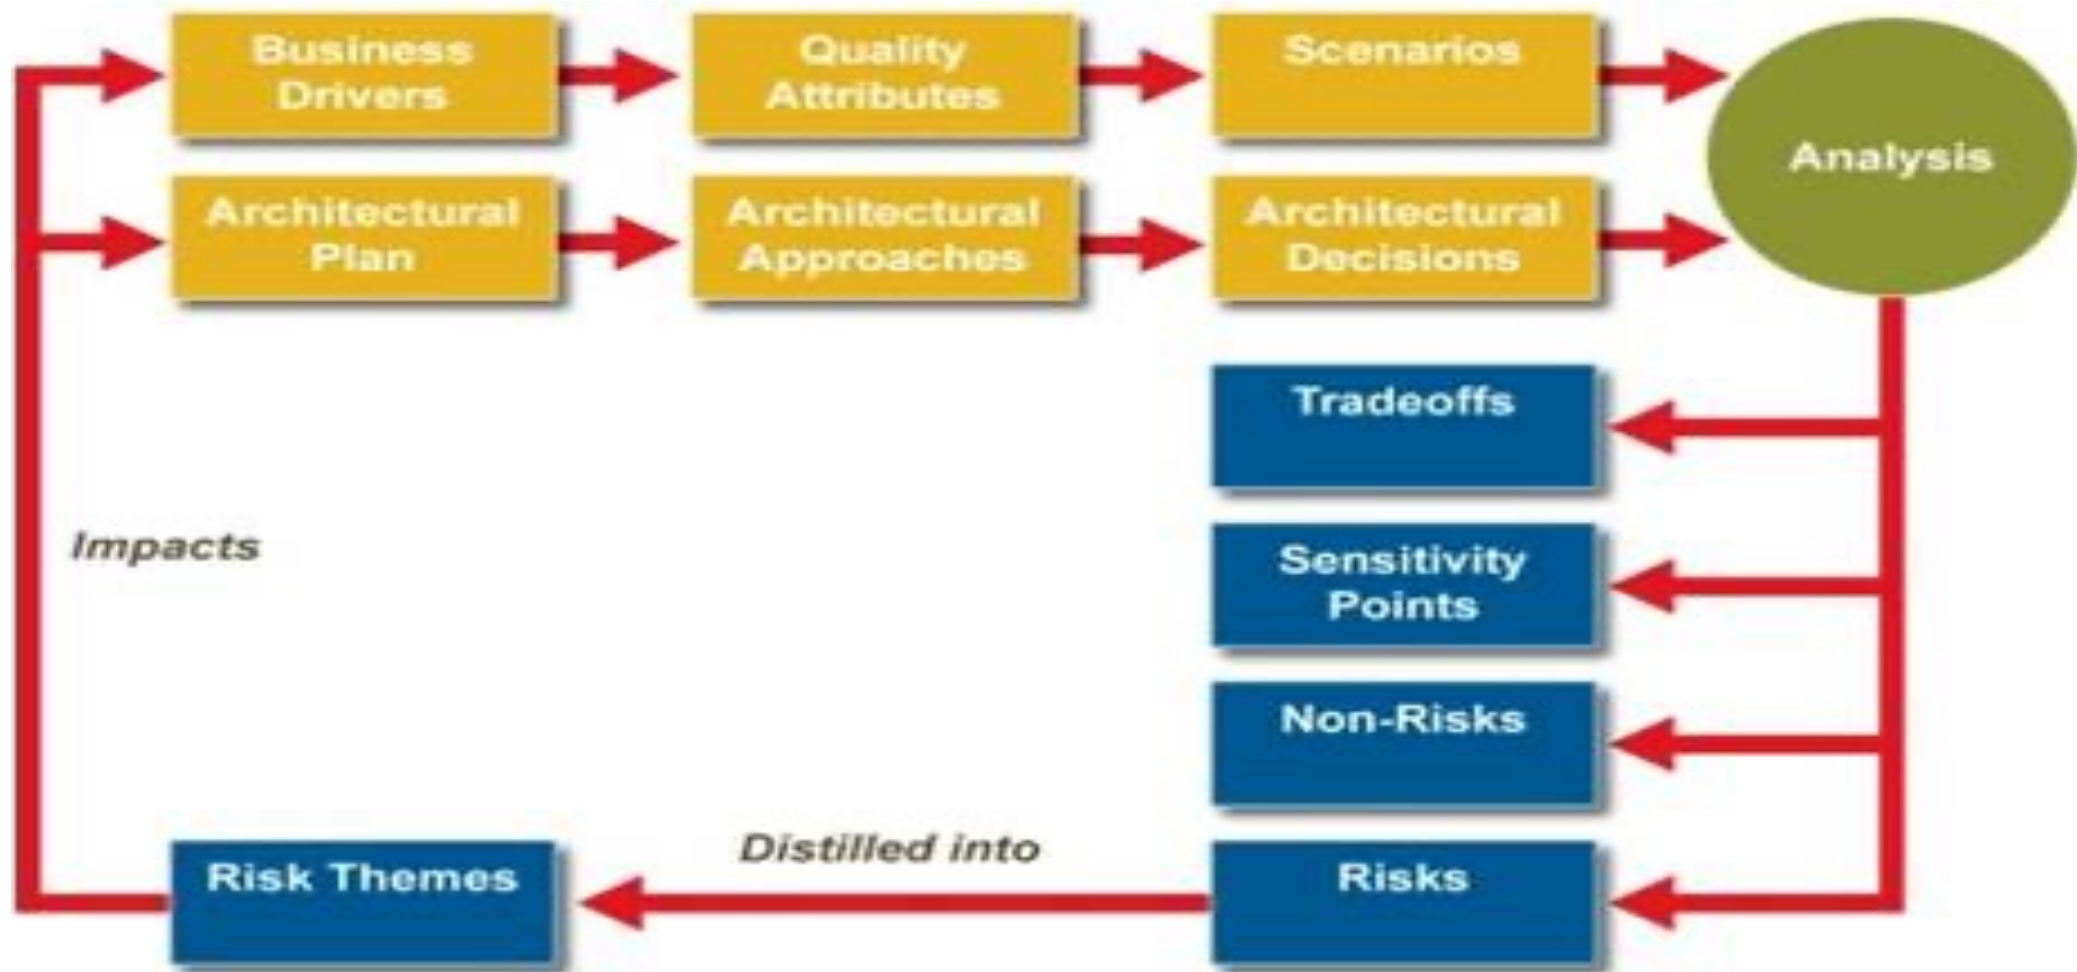 Business
Drivers
Quality
Attributes
Scenarios
Analysis
Architectural
Plan
Architectural
Approaches
Architectural
Decisions
Tradeoffs
Sensitivity
Points
Impacts
Non-Risks
Distilled into
Risk Themes
Risks